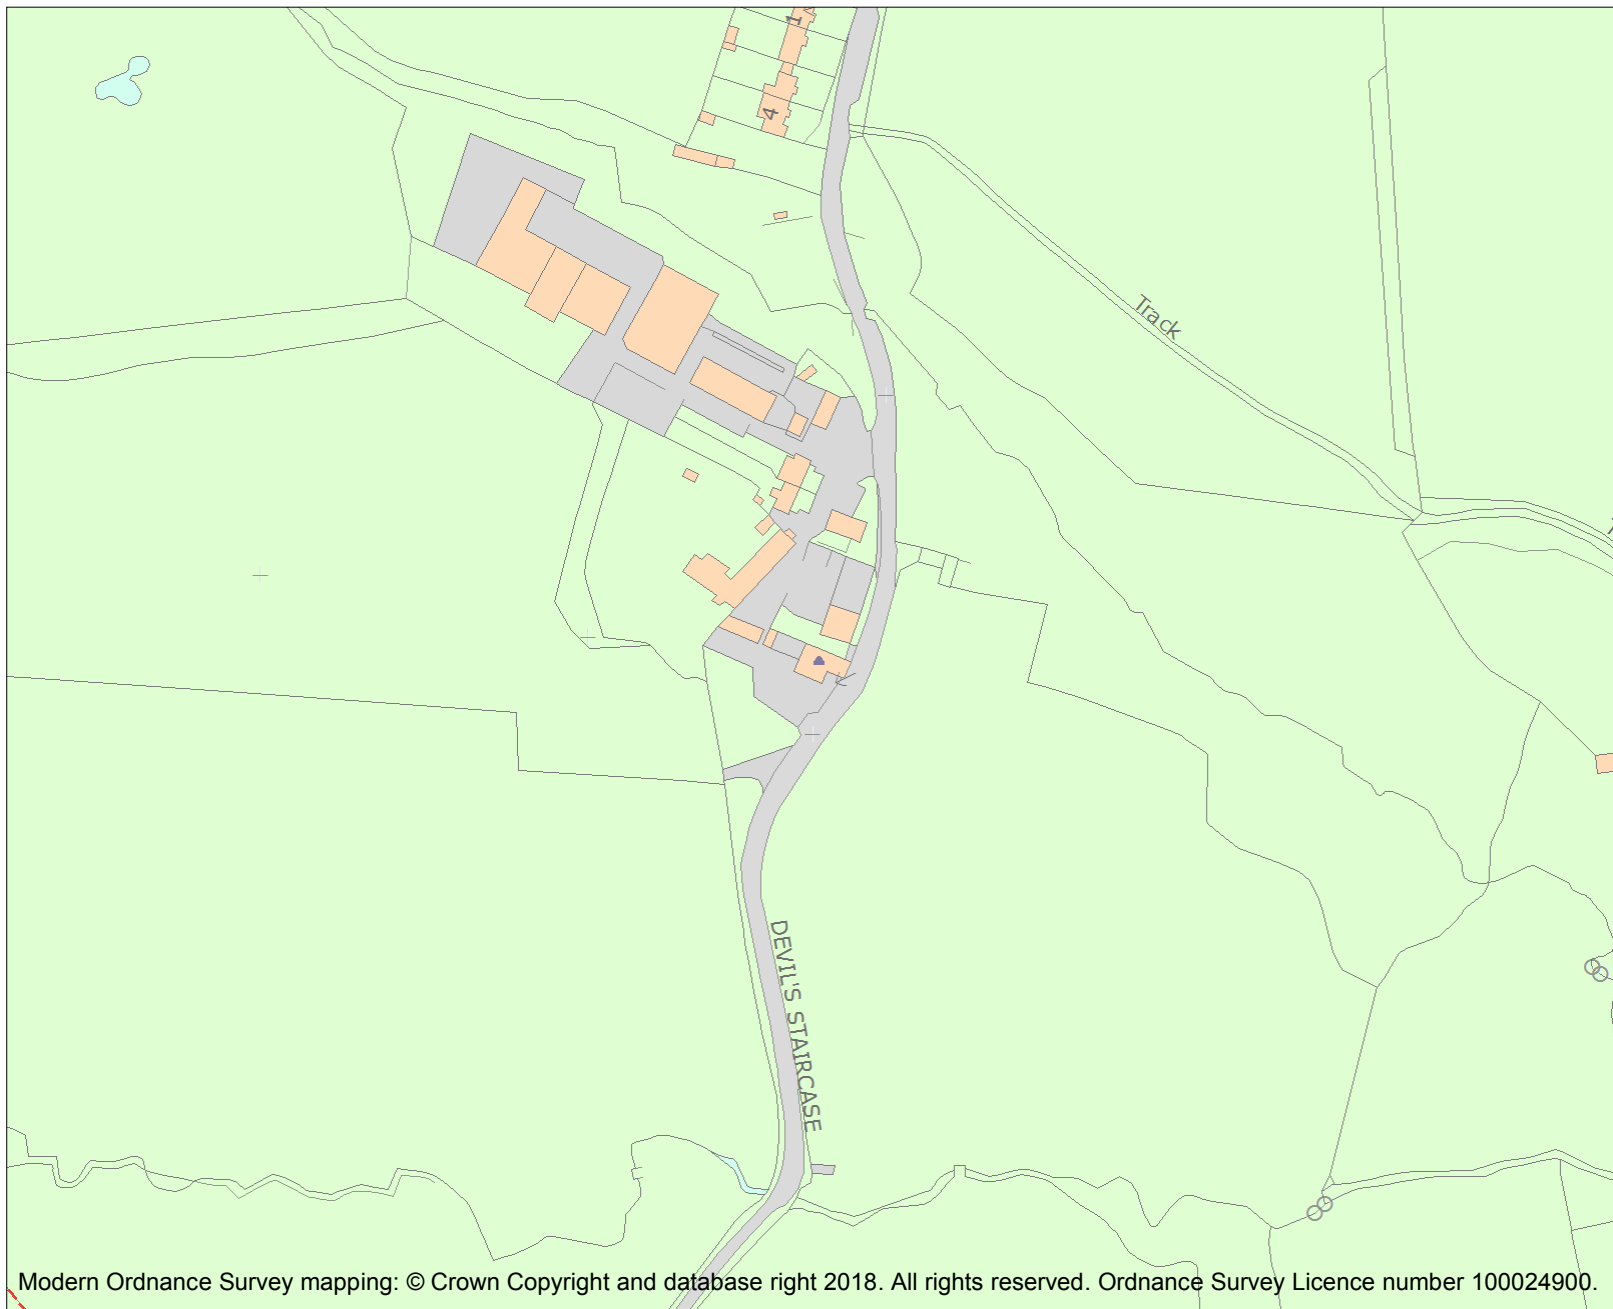 1
4
Track
DEVIL'S STAIRCASE
Modern Ordnance Survey mapping: © Crown Copyright and database right 2018. All rights reserved. Ordnance Survey Licence number 100024900.